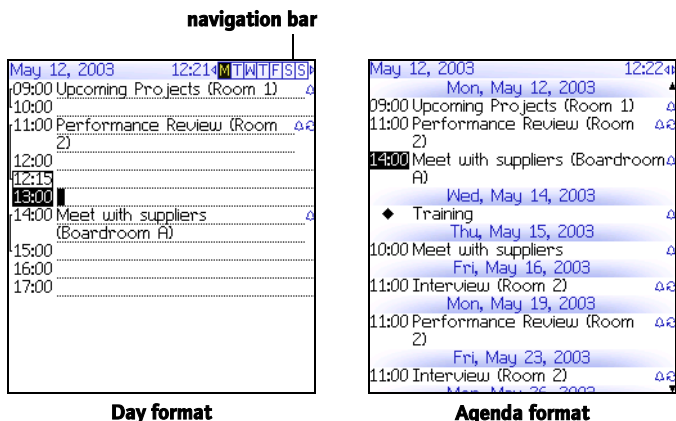 navigation bar
May 12, 2003 12:21 M T W T F S S
09:00 Upcoming Projects (Room 1)
10:00
11:00 Performance Review (Room
2)
12:00
12:15
13:00
14:00 Meet with suppliers
(Boardroom A)
15:00
16:00
17:00
Day format
May 12, 2003 12:22
Mon, May 12, 2003
09:00 Upcoming Projects (Room 1)
11:00 Performance Review (Room
2)
14:00 Meet with suppliers (Boardroom
A)
Wed, May 14, 2003
◆ Training
Thu, May 15, 2003
10:00 Meet with suppliers
Fri, May 16, 2003
11:00 Interview (Room 2)
Mon, May 19, 2003
11:00 Performance Review (Room
2)
Fri, May 23, 2003
11:00 Interview (Room 2)
Mon, May 26, 2003
Agenda format